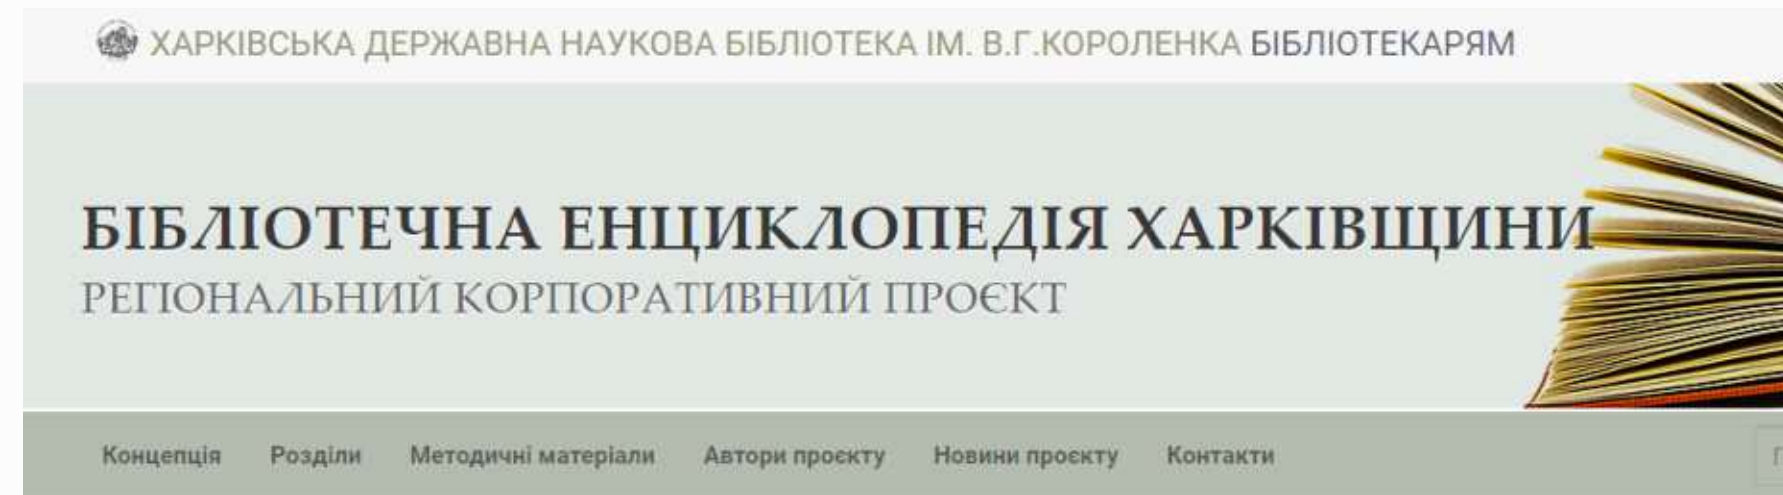 ХАРКІВСЬКА ДЕРЖАВНА НАУКОВА БІБЛІОТЕКА ІМ. В.Г.КОРОЛЕНКА БІБЛІОТЕКАРЯМ
БІБЛІОТЕЧНА ЕНЦИКЛОПЕДІЯ ХАРКІВЩИНИ
РЕГІОНАЛЬНИЙ КОРПОРАТИВНИЙ ПРОЄКТ
Концепція Розділи Методичні матеріали Автори проєкту Новини проєкту Контакти